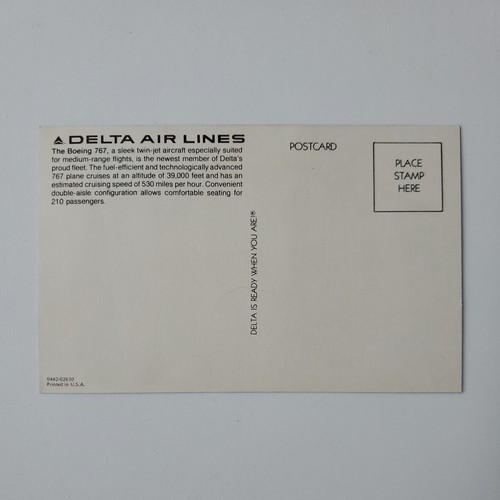 DELTA AIR LINES
The Boeing 767, a sleek twin-jet aircraft especially suited
for medium-range flights, is the newest member of Delta's
proud fleet. The fuel-efficient and technologically advanced
767 plane cruises at an altitude of 39,000 feet and has an
estimated cruising speed of 530 miles per hour. Convenient
double-aisle configuration allows comfortable seating for
210 passengers.
POSTCARD
PLACE
STAMP
HERE
DELTA IS READY WHEN YOU ARE!®
Printed in U.S.A.